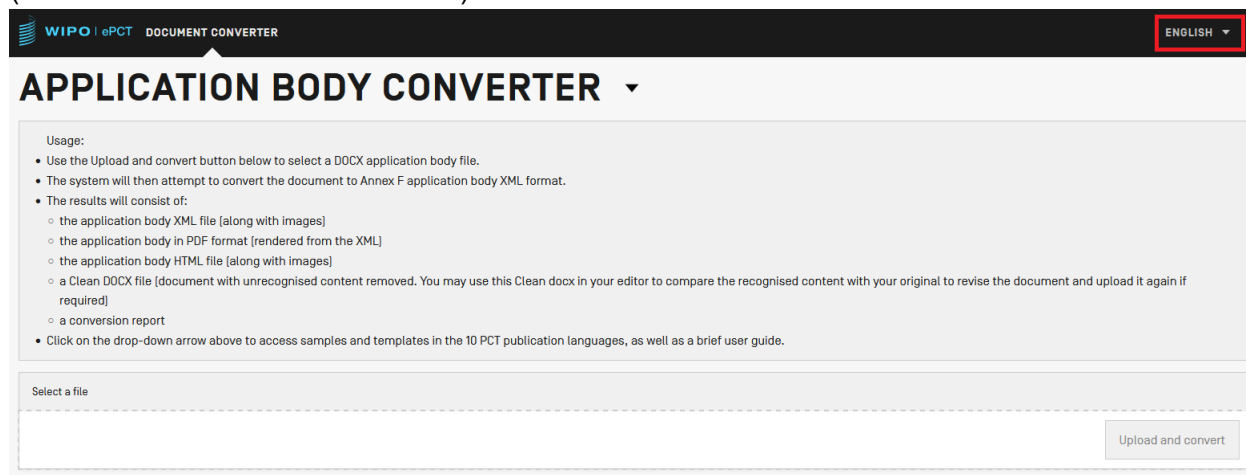 WIPO | ePCT DOCUMENT CONVERTER ENGLISH
APPLICATION BODY CONVERTER
Usage:
• Use the Upload and convert button below to select a DOCX application body file.
• The system will then attempt to convert the document to Annex F application body XML format.
• The results will consist of:
○ the application body XML file (along with images)
○ the application body in PDF format (rendered from the XML)
○ the application body HTML file (along with images)
○ a Clean DOCX file (document with unrecognised content removed. You may use this Clean docx in your editor to compare the recognised content with your original to revise the document and upload it again if
required)
○ a conversion report
• Click on the drop-down arrow above to access samples and templates in the 10 PCT publication languages, as well as a brief user guide.
Select a file
Upload and convert